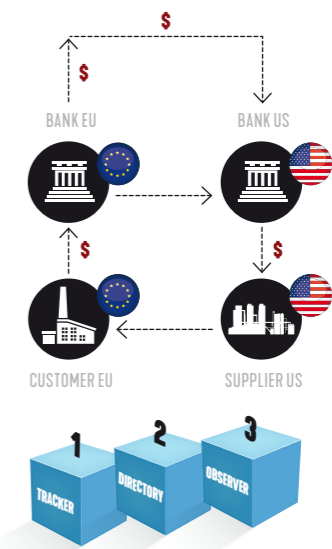 $
$
BANK EU
BANK US
$
$
CUSTOMER EU
SUPPLIER US
1
2
3
TRACKER
DIRECTORY
OBSERVER